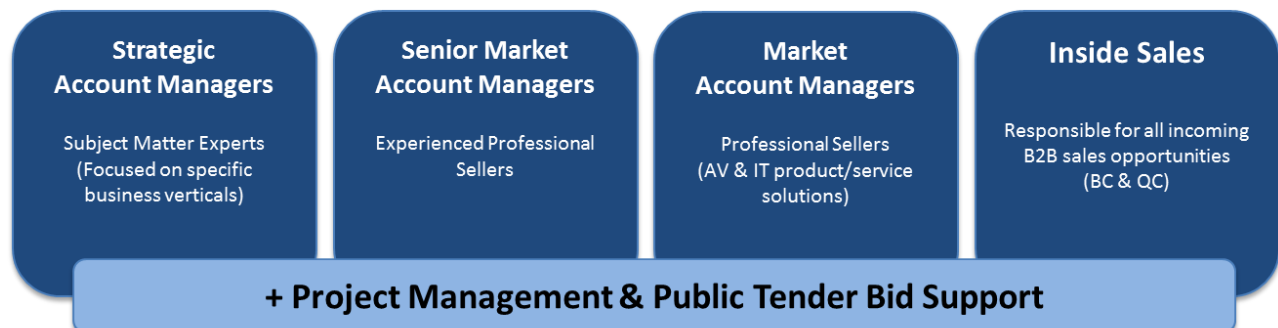 Strategic
Account Managers
Subject Matter Experts
(Focused on specific
business verticals)
Senior Market
Account Managers
Experienced Professional
Sellers
Market
Account Managers
Professional Sellers
(AV & IT product/service
solutions)
Inside Sales
Responsible for all incoming
B2B sales opportunities
(BC & QC)
+ Project Management & Public Tender Bid Support